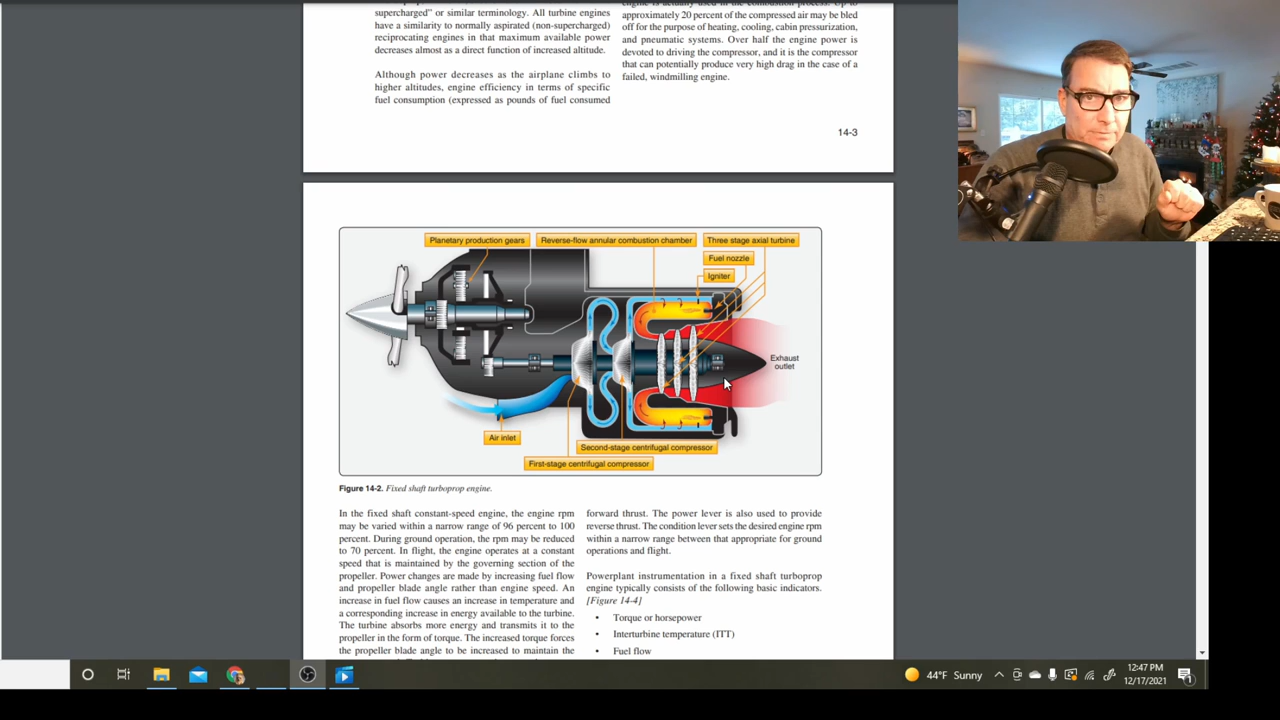 supercharged” or similar terminology. All turbine engines
have a similarity to normally aspirated (non-supercharged)
reciprocating engines in that maximum available power
decreases almost as a direct function of increased altitude.
Although power decreases as the airplane climbs to
higher altitudes, engine efficiency in terms of specific
fuel consumption (expressed as pounds of fuel consumed
engine is actually used in the combustion process. Up to
approximately 20 percent of the compressed air may be bled
off for the purpose of heating, cooling, cabin pressurization,
and pneumatic systems. Over half the engine power is
devoted to driving the compressor, and it is the compressor
that can potentially produce very high drag in the case of a
failed, windmilling engine.
14-3
Planetary production gears
Reverse-flow annular combustion chamber
Three stage axial turbine
Fuel nozzle
Igniter
Exhaust
outlet
Air inlet
Second-stage centrifugal compressor
First-stage centrifugal compressor
Figure 14-2. Fixed shaft turboprop engine.
In the fixed shaft constant-speed engine, the engine rpm
may be varied within a narrow range of 96 percent to 100
percent. During ground operation, the rpm may be reduced
to 70 percent. In flight, the engine operates at a constant
speed that is maintained by the governing section of the
propeller. Power changes are made by increasing fuel flow
and propeller blade angle rather than engine speed. An
increase in fuel flow causes an increase in temperature and
a corresponding increase in energy available to the turbine.
The turbine absorbs more energy and transmits it to the
propeller in the form of torque. The increased torque forces
the propeller blade angle to be increased to maintain the
forward thrust. The power lever is also used to provide
reverse thrust. The condition lever sets the desired engine rpm
within a narrow range between that appropriate for ground
operations and flight.
Powerplant instrumentation in a fixed shaft turboprop
engine typically consists of the following basic indicators.
[Figure 14-4]
• Torque or horsepower
• Interturbine temperature (ITT)
• Fuel flow
44°F Sunny
12:47 PM
12/17/2021